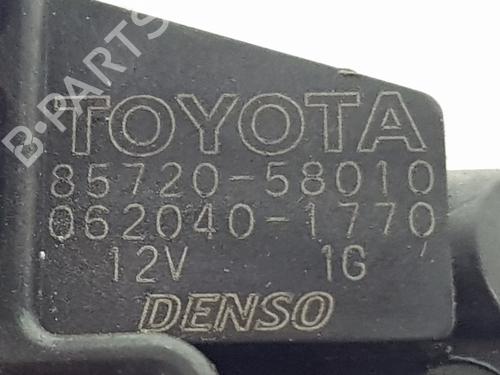 TOYOTA
85720-58010
062040-1770
12V 1G
DENSO
B-PARTS